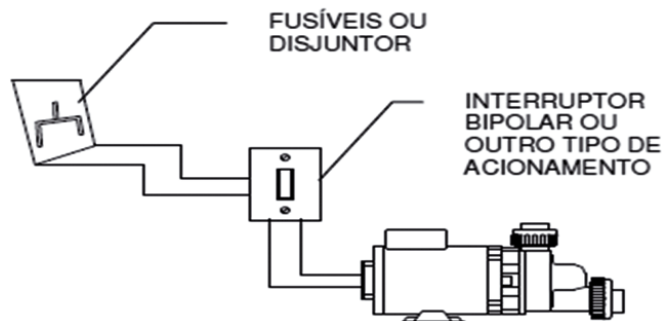 FUSÍVEIS OU
DISJUNTOR
INTERRUPTOR
BIPOLAR OU
OUTRO TIPO DE
ACIONAMENTO